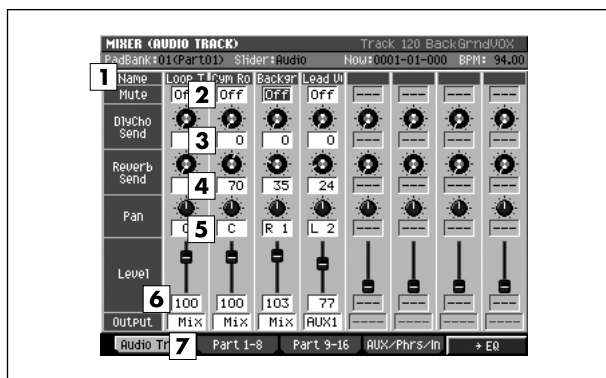 MIXER (AUDIO TRACK) Track 120 BackGrndVOX
PadBank:01(Part01) Slider:Audio Now:0001-01-000 BPM: 94.00
1
Name Loop T Cym Ro Backgr Lead
Mute 2 Off Off Off --- --- --- ---
DlyCho Send
3 0 0 0 --- --- --- ---
Reverb Send
4 70 35 24 --- --- --- ---
Pan
5 C R 1 L 2 --- --- --- ---
Level
6
100 100 103 77 --- --- --- ---
Output Mix Mix Mix AUX1 --- --- --- ---
7
Audio Part 1-8 Part 9-16 AUX/Phrs/In → EQ